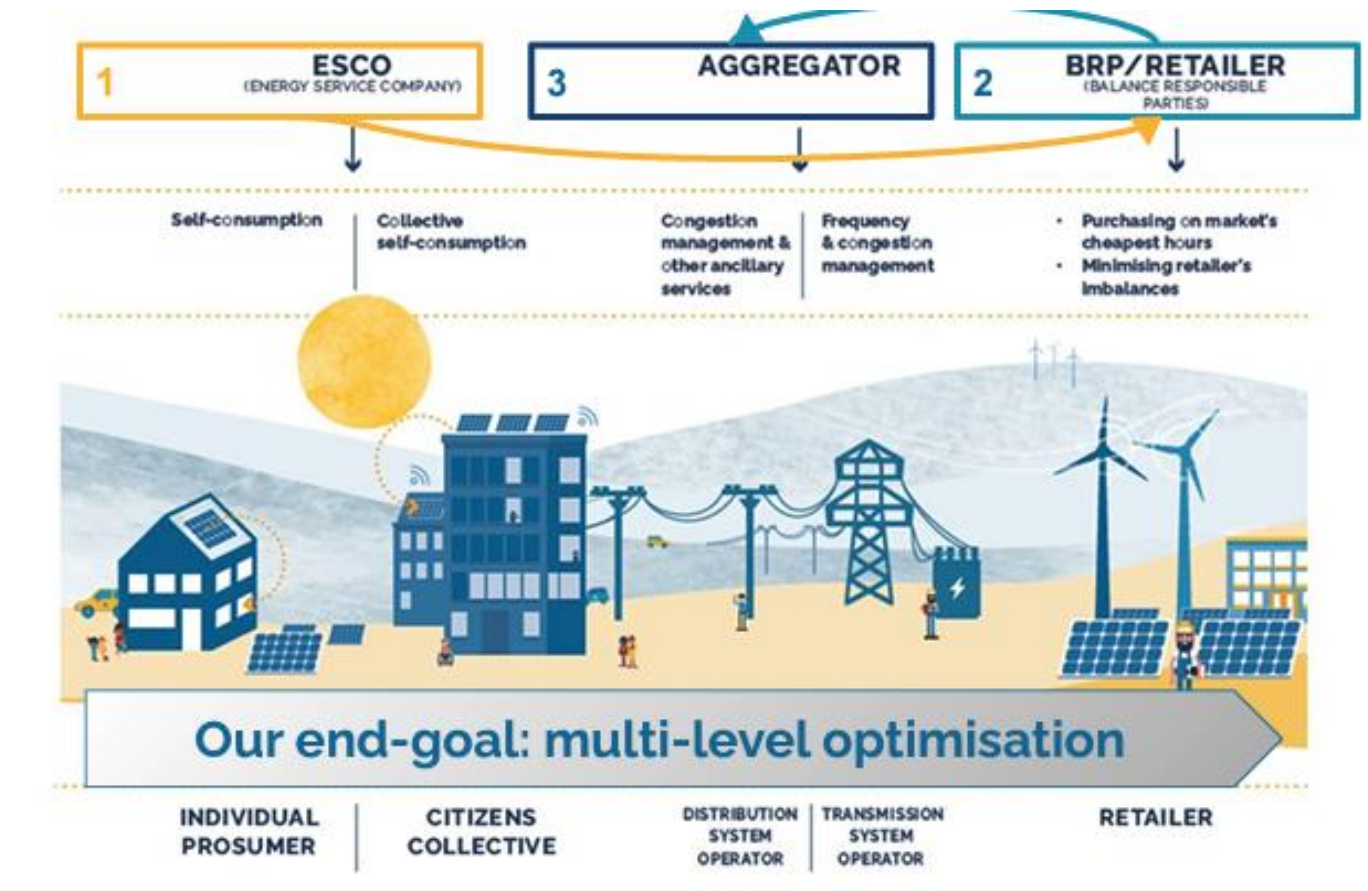 1
ESCO
(ENERGY SERVICE COMPANY)
3
AGGREGATOR
2
BRP/RETAILER
(BALANCE RESPONSIBLE
PARTIES)
Self-consumption
Collective
self-consumption
Congestion
management &
other ancillary
services
Frequency
& congestion
management
• Purchasing on market's
cheapest hours
• Minimising retailer's
imbalances
Our end-goal: multi-level optimisation
INDIVIDUAL
PROSUMER
CITIZENS
COLLECTIVE
DISTRIBUTION
SYSTEM
OPERATOR
TRANSMISSION
SYSTEM
OPERATOR
RETAILER